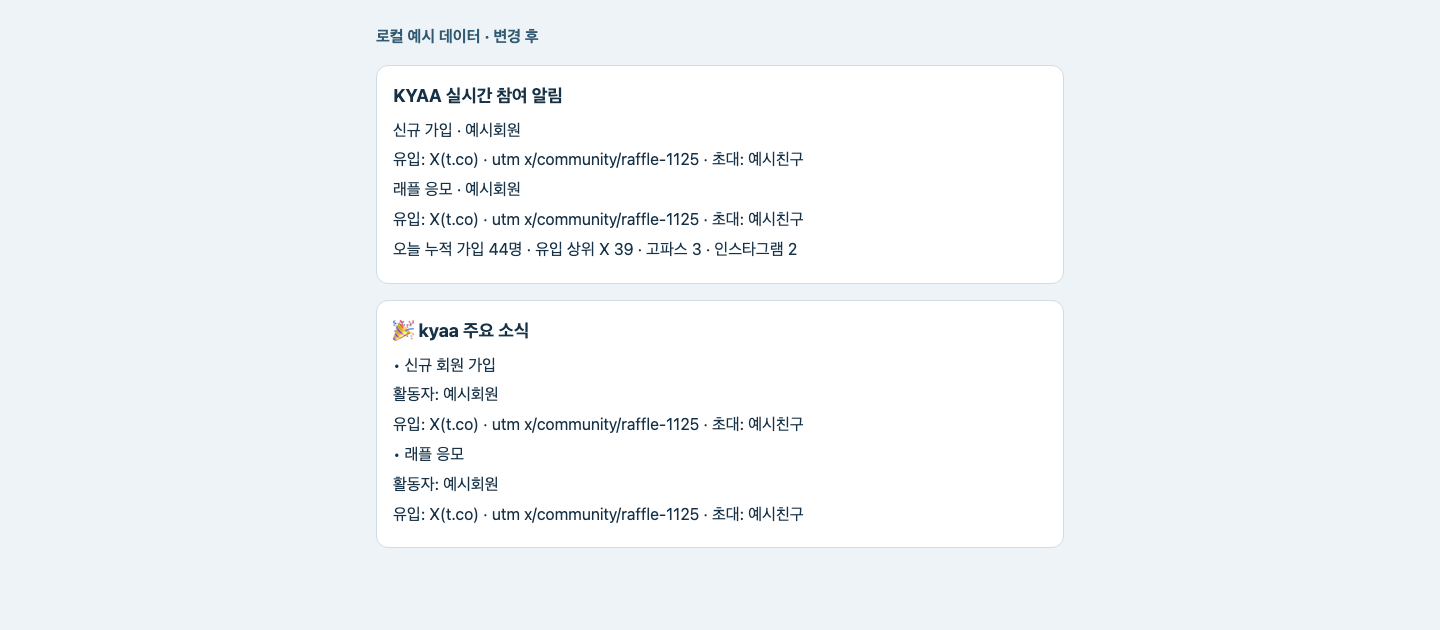 로컬 예시 데이터 · 변경 후
KYAA 실시간 참여 알림
신규 가입 · 예시회원
유입: X(t.co) · utm x/community/raffle-1125 · 초대: 예시친구
래플 응모 · 예시회원
유입: X(t.co) · utm x/community/raffle-1125 · 초대: 예시친구
오늘 누적 가입 44명 · 유입 상위 X 39 · 고파스 3 · 인스타그램 2
🎉 kyaa 주요 소식
• 신규 회원 가입
활동자: 예시회원
유입: X(t.co) · utm x/community/raffle-1125 · 초대: 예시친구
• 래플 응모
활동자: 예시회원
유입: X(t.co) · utm x/community/raffle-1125 · 초대: 예시친구